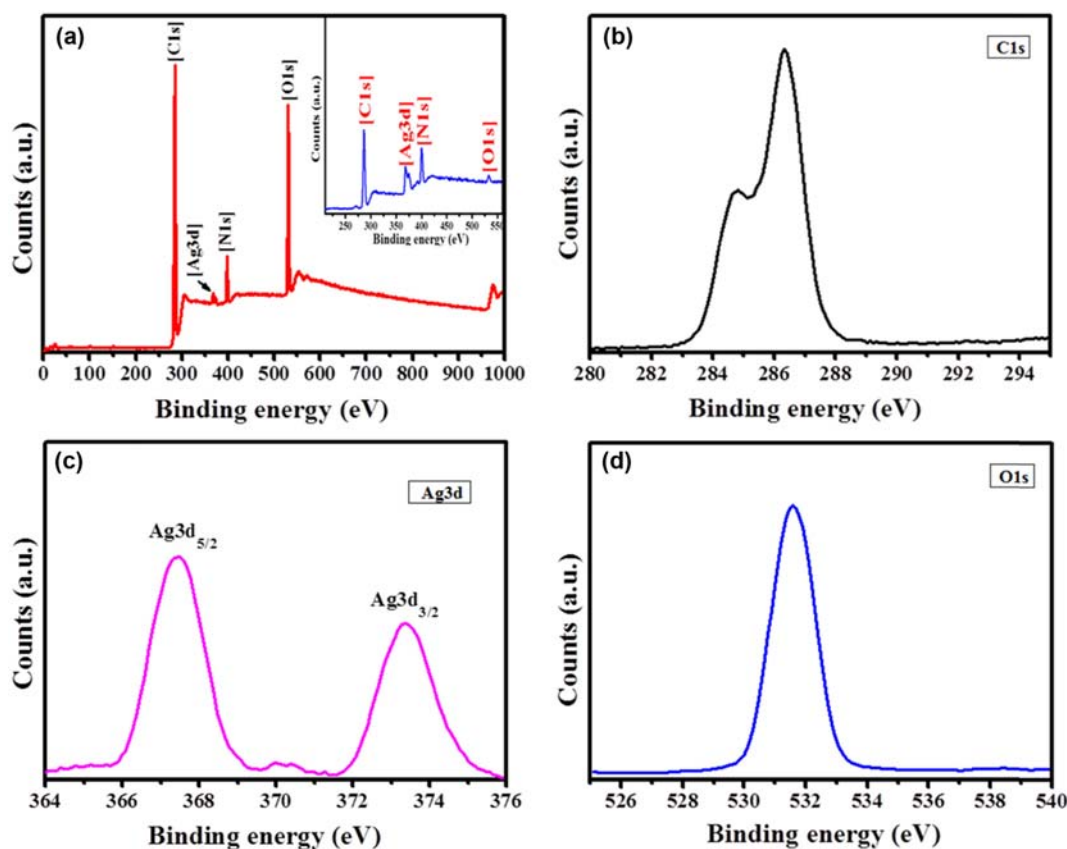 (a)
[C1s]
[Ag3d]
[N1s]
[O1s]
Counts (a.u.)
0 100 200 300 400 500 600 700 800 900 1000
Binding energy (eV)
[C1s]
[Ag3d]
[N1s]
[O1s]
Counts (a.u.)
250 300 350 400 450 500 550
Binding energy (eV)
(b)
C1s
Counts (a.u.)
280 282 284 286 288 290 292 294
Binding energy (eV)
(c)
Ag3d
Ag3d5/2
Ag3d3/2
Counts (a.u.)
364 366 368 370 372 374 376
Binding energy (eV)
(d)
O1s
Counts (a.u.)
526 528 530 532 534 536 538 540
Binding energy (eV)